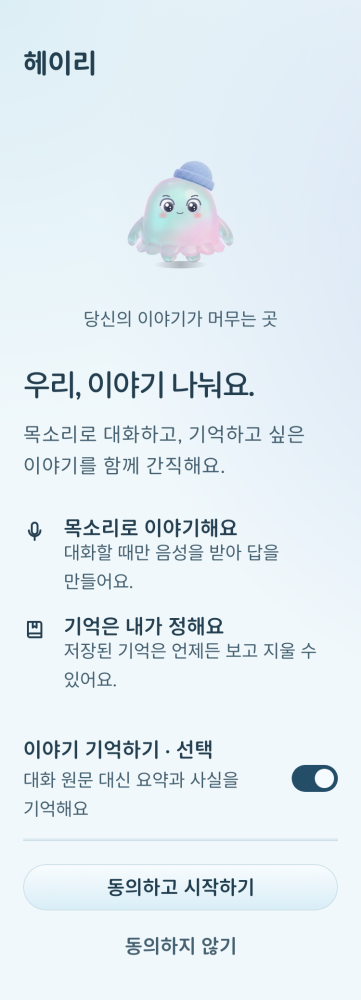 헤이리
당신의 이야기가 머무는 곳
우리, 이야기 나눠요.
목소리로 대화하고, 기억하고 싶은
이야기를 함께 간직해요.
목소리로 이야기해요
대화할 때만 음성을 받아 답을
만들어요.
기억은 내가 정해요
저장된 기억은 언제든 보고 지울 수
있어요.
이야기 기억하기 · 선택
대화 원문 대신 요약과 사실을
기억해요
동의하고 시작하기
동의하지 않기